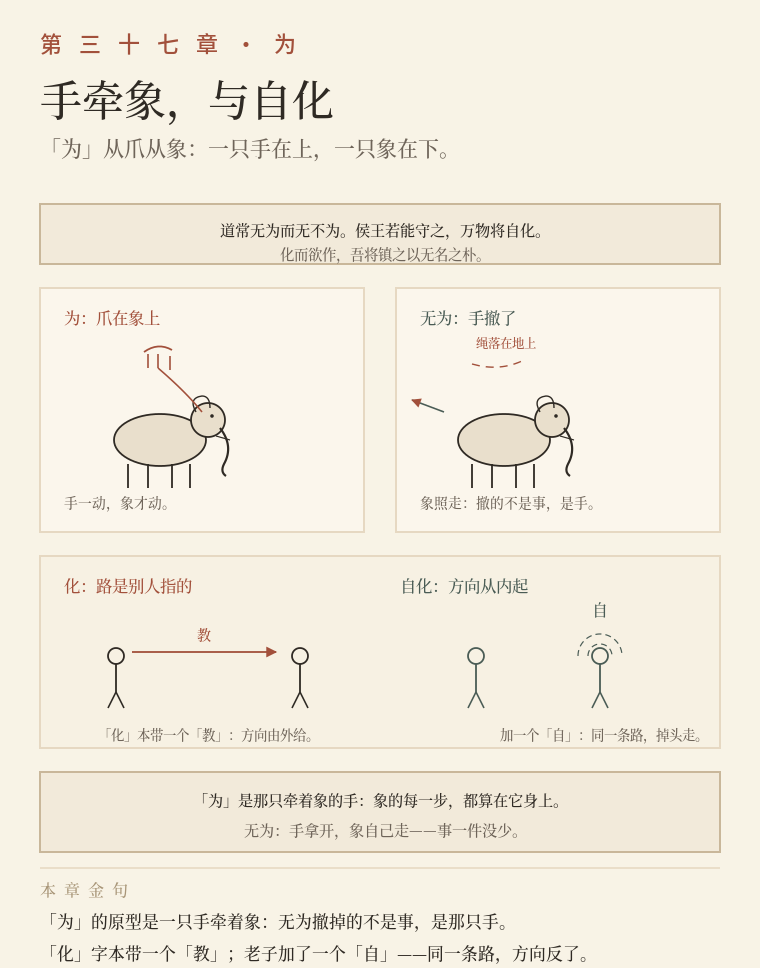 第三十七章·为
手牵象，与自化
「为」从爪从象：一只手在上，一只象在下。
道常无为而无不为。侯王若能守之，万物将自化。
化而欲作，吾将镇之以无名之朴。
为：爪在象上
手一动，象才动。
无为：手撤了
绳落在地上
象照走：撤的不是事，是手。
化：路是别人指的
教
「化」本带一个「教」：方向由外给。
自化：方向从内起
自
加一个「自」：同一条路，掉头走。
「为」是那只牵着象的手：象的每一步，都算在它身上。
无为：手拿开，象自己走——事一件没少。
本章金句
「为」的原型是一只手牵着象：无为撤掉的不是事，是那只手。
「化」字本带一个「教」；老子加了一个「自」——同一条路，方向反了。